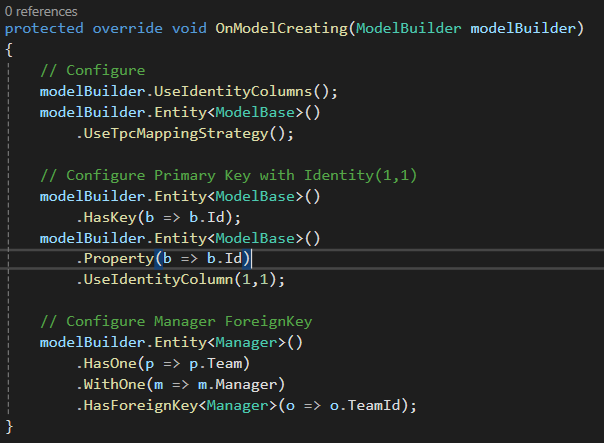 0 references
protected override void OnModelCreating(ModelBuilder modelBuilder)
{
    // Configure
    modelBuilder.UseIdentityColumns();
    modelBuilder.Entity<ModelBase>()
        .UseTpcMappingStrategy();

    // Configure Primary Key with Identity(1,1)
    modelBuilder.Entity<ModelBase>()
        .HasKey(b => b.Id);
    modelBuilder.Entity<ModelBase>()
        .Property(b => b.Id)
        .UseIdentityColumn(1,1);

    // Configure Manager ForeignKey
    modelBuilder.Entity<Manager>()
        .HasOne(p => p.Team)
        .WithOne(m => m.Manager)
        .HasForeignKey<Manager>(o => o.TeamId);
}